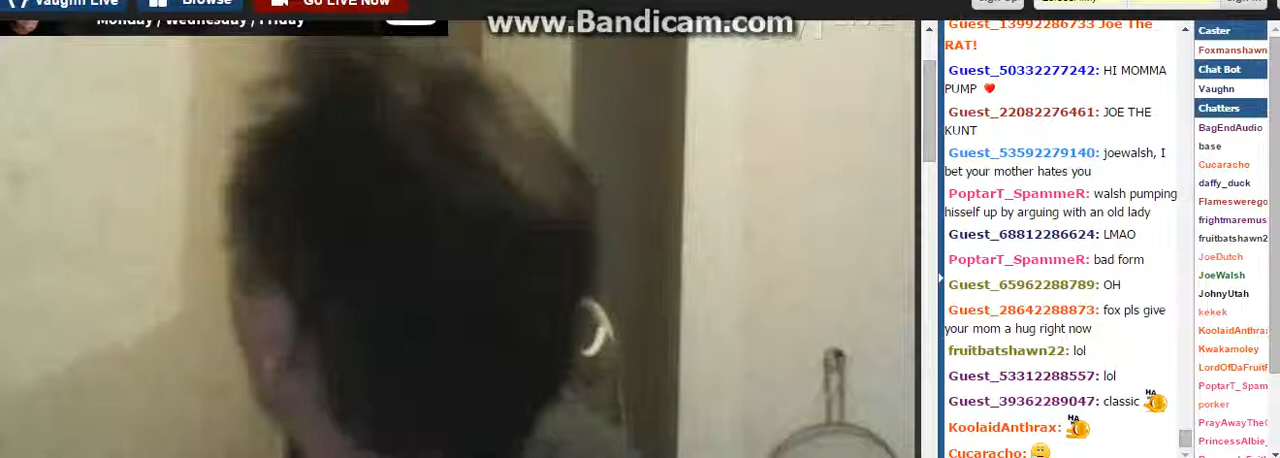 Vaughn Live
Browse
Go LIVE Now
Monday / Wednesday / Friday
www.Bandicam.com
Guest_13992286733 Joe The
RAT!
Guest_50332277242: HI MOMMA
PUMP
Guest_22082276461: JOE THE
KUNT
Guest_53592279140: joewalsh, I
bet your mother hates you
PoptarT_SpammeR: walsh pumping
hisself up by arguing with an old lady
Guest_68812286624: LMAO
PoptarT_SpammeR: bad form
Guest_65962288789: OH
Guest_28642288873: fox pls give
your mom a hug right now
fruitbatshawn22: lol
Guest_53312288557: lol
Guest_39362289047: classic HA
KoolaidAnthrax: HA
Cucaracho:
Caster
Foxmanshawn
Chat Bot
Vaughn
Chatters
BagEndAudio
base
Cucaracho
daffy_duck
Flameswerego
frightmaremus
fruitbatshawn2
JoeDutch
JoeWalsh
JohnyUtah
kekek
KoolaidAnthra
Kwakamoley
LordOfDaFruit
PoptarT_Spam
porker
PrayAwayTheG
PrincessAlbie_